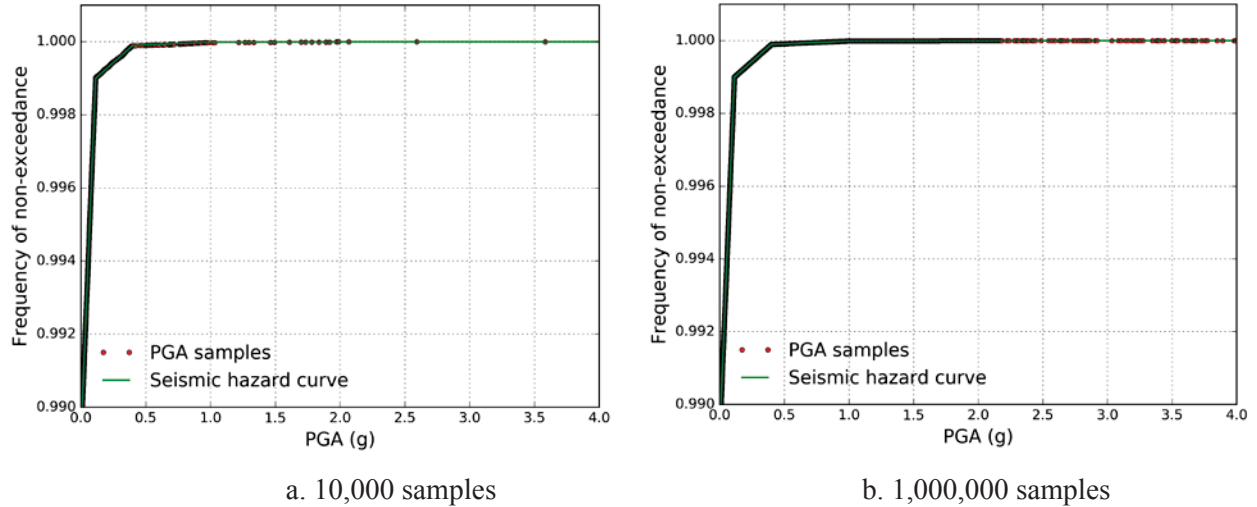 1.000
0.998
0.996
0.994
0.992
0.990
Frequency of non-exceedance
PGA samples
Seismic hazard curve
0.0 0.5 1.0 1.5 2.0 2.5 3.0 3.5 4.0
PGA (g)
a. 10,000 samples
1.000
0.998
0.996
0.994
0.992
0.990
Frequency of non-exceedance
PGA samples
Seismic hazard curve
0.0 0.5 1.0 1.5 2.0 2.5 3.0 3.5 4.0
PGA (g)
b. 1,000,000 samples